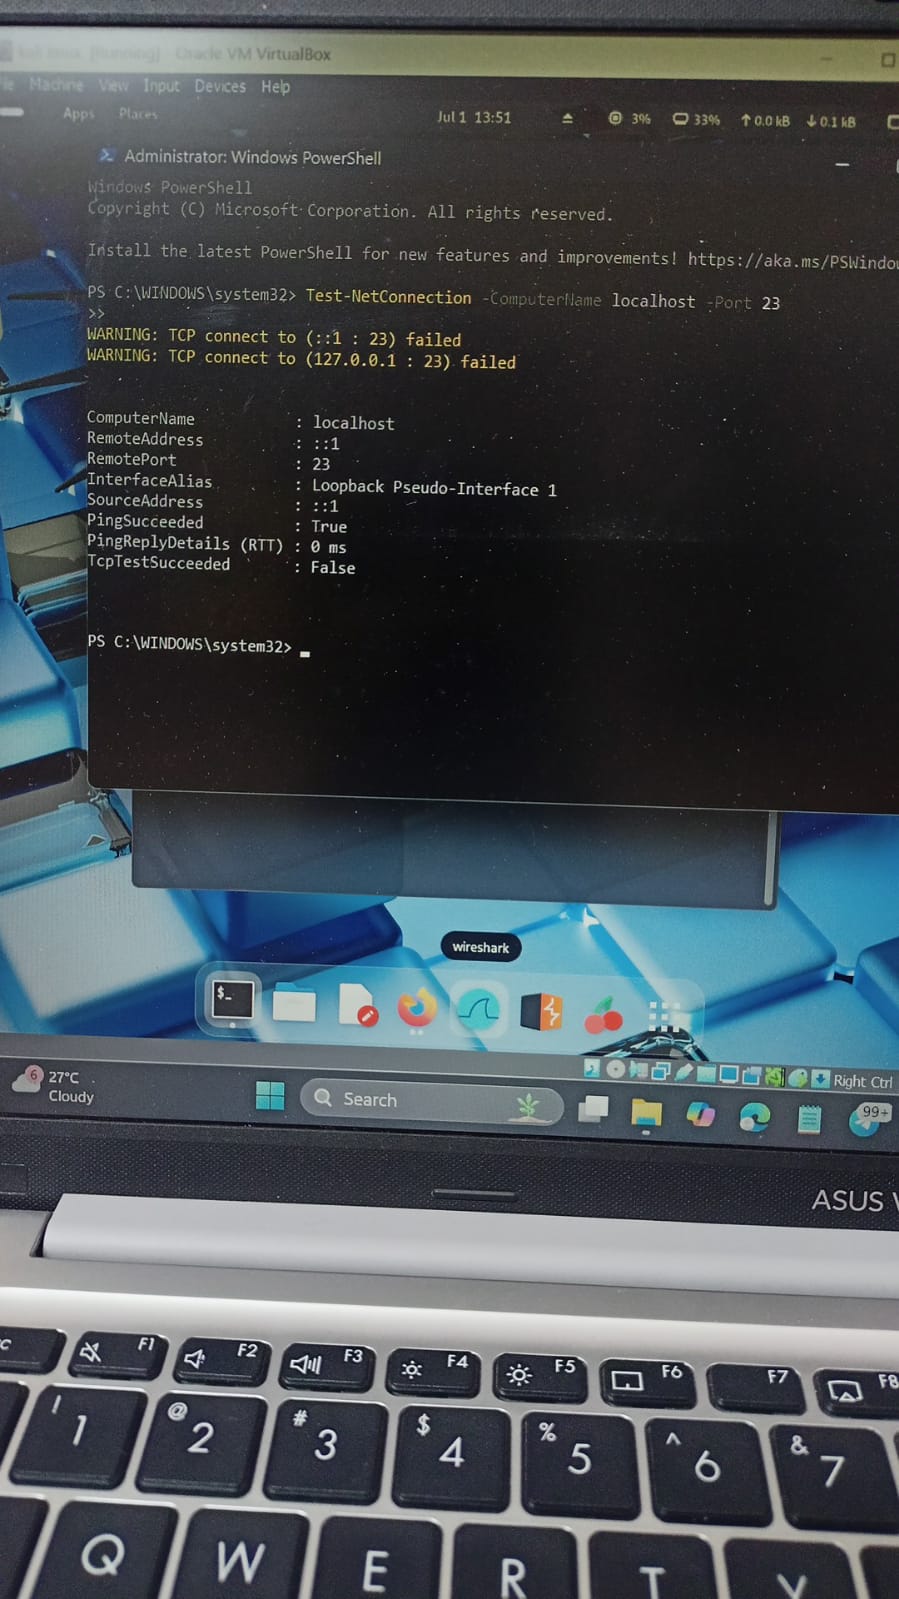 [Running] - Oracle VM VirtualBox
Machine View Input Devices Help
Apps Places Jul 1 13:51 3% 33% ↑ 0.0 kB ↓ 0.1 kB
Administrator: Windows PowerShell
Windows PowerShell
Copyright (C) Microsoft Corporation. All rights reserved.
Install the latest PowerShell for new features and improvements! https://aka.ms/PSWindow
PS C:\WINDOWS\system32> Test-NetConnection -ComputerName localhost -Port 23
>>
WARNING: TCP connect to (::1 : 23) failed
WARNING: TCP connect to (127.0.0.1 : 23) failed
ComputerName : localhost
RemoteAddress : ::1
RemotePort : 23
InterfaceAlias : Loopback Pseudo-Interface 1
SourceAddress : ::1
PingSucceeded : True
PingReplyDetails (RTT) : 0 ms
TcpTestSucceeded : False
PS C:\WINDOWS\system32>
wireshark
$_
Right Ctrl
6 27°C
Cloudy
Search
99+
ASUS V
F1 F2 F3 F4 F5 F6 F7 F8
! @ # $ % ^ &
1 2 3 4 5 6 7
Q W E R T Y